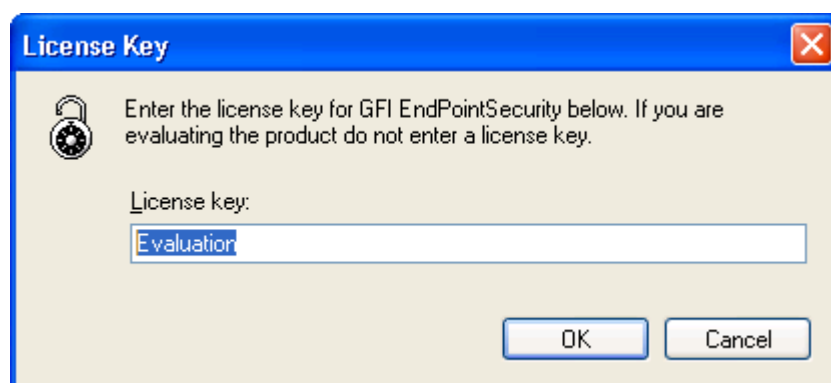 License Key
Enter the license key for GFI EndPointSecurity below. If you are
evaluating the product do not enter a license key.
License key:
Evaluation
OK
Cancel